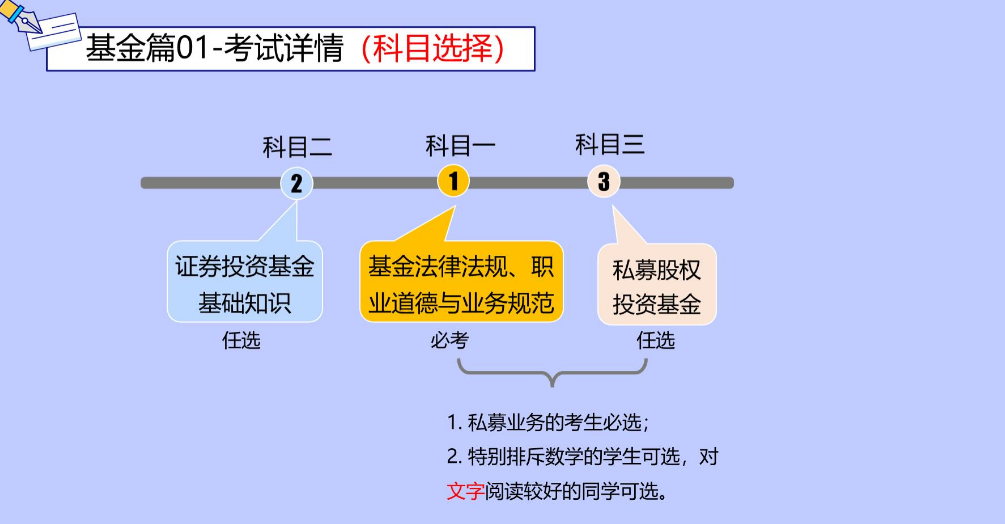 基金篇01-考试详情（科目选择）
科目二
科目一
科目三
2
1
3
证券投资基金
基础知识
基金法律法规、职
业道德与业务规范
私募股权
投资基金
任选
必考
任选
1. 私募业务的考生必选；
2. 特别排斥数学的学生可选，对
文字阅读较好的同学可选。